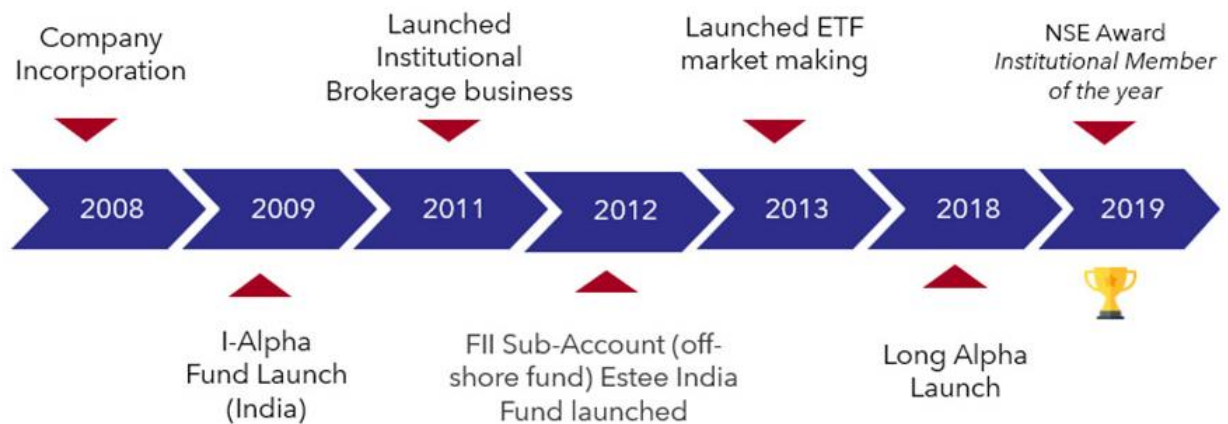 Company
Incorporation
Launched
Institutional
Brokerage business
Launched ETF
market making
NSE Award
Institutional Member
of the year
2008
2009
2011
2012
2013
2018
2019
I-Alpha
Fund Launch
(India)
FII Sub-Account (off-
shore fund) Estee India
Fund launched
Long Alpha
Launch